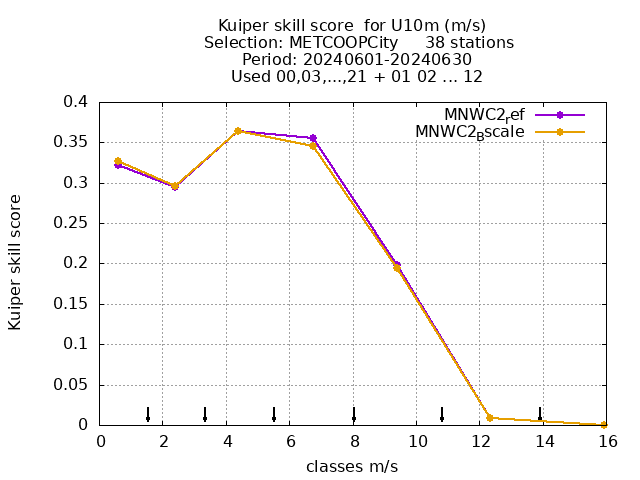 Kuiper skill score  for U10m (m/s)
Selection: METCOOPCity     38 stations
Period: 20240601-20240630
Used 00,03,...,21 + 01 02 ... 12
MNWC2ref
MNWC2Bscale
0.4
0.35
0.3
0.25
0.2
0.15
0.1
0.05
0
Kuiper skill score
0 2 4 6 8 10 12 14 16
classes m/s